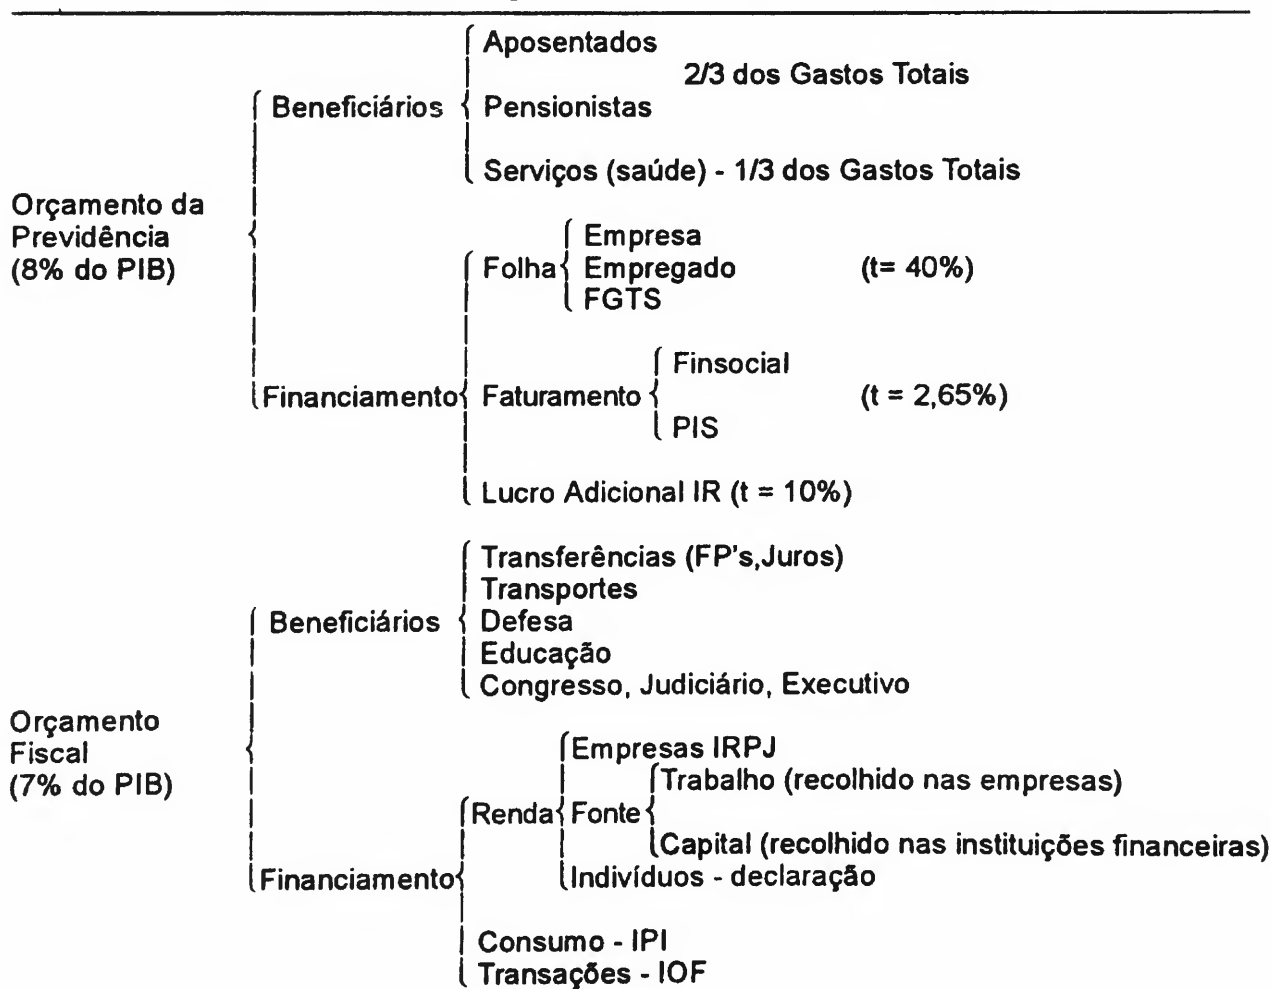 Aposentados
2/3 dos Gastos Totais
Beneficiários
Pensionistas
Serviços (saúde) - 1/3 dos Gastos Totais
Orçamento da
Previdência
(8% do PIB)
Folha
Empresa
Empregado
(t= 40%)
FGTS
Financiamento
Faturamento
Finsocial
(t = 2,65%)
PIS
Lucro Adicional IR (t = 10%)
Transferências (FP's,Juros)
Transportes
Beneficiários
Defesa
Educação
Congresso, Judiciário, Executivo
Orçamento
Fiscal
(7% do PIB)
Empresas IRPJ
Renda
Fonte
Trabalho (recolhido nas empresas)
Capital (recolhido nas instituições financeiras)
Indivíduos - declaração
Financiamento
Consumo - IPI
Transações - IOF